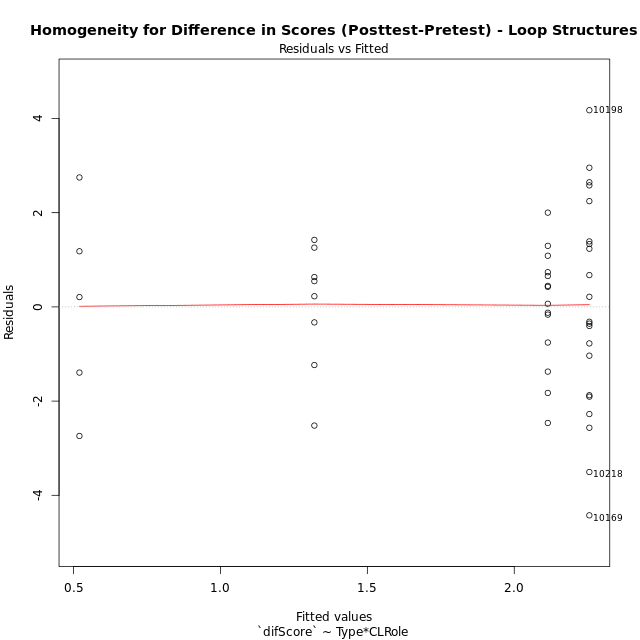 Homogeneity for Difference in Scores (Posttest-Pretest) - Loop Structures
Residuals vs Fitted
10198
4
2
0
-2
-4
Residuals
10218
10169
0.5 1.0 1.5 2.0
Fitted values
`difScore` ~ Type*CLRole